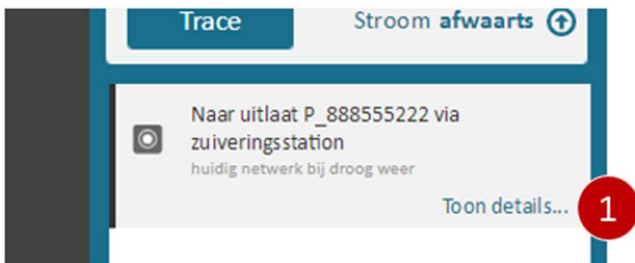 Trace
Stroom afwaarts
Naar uitlaat P_888555222 via
zuiveringsstation
huidig netwerk bij droog weer
Toon details...
1